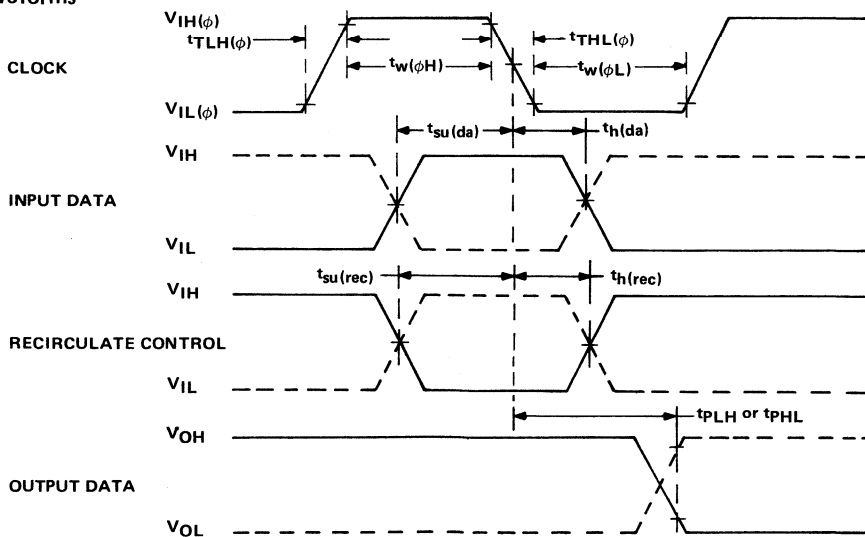 VIH(ϕ)
tTLH(ϕ)
tTHL(ϕ)
CLOCK
tw(ϕH)
tw(ϕL)
VIL(ϕ)
tsu(da)
th(da)
VIH
INPUT DATA
VIL
tsu(rec)
th(rec)
VIH
RECIRCULATE CONTROL
VIL
tPLH or tPHL
VOH
OUTPUT DATA
VOL